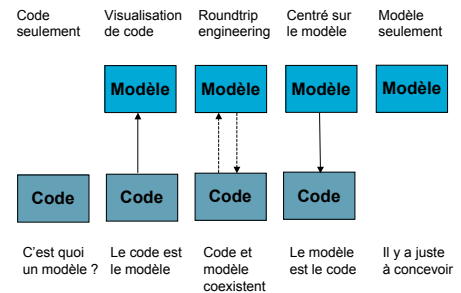 Code
seulement
Visualisation
de code
Roundtrip
engineering
Centré sur
le modèle
Modèle
seulement
Modèle
Modèle
Modèle
Modèle
Code
Code
Code
Code
C'est quoi
un modèle ?
Le code est
le modèle
Code et
modèle
coexistent
Le modèle
est le code
Il y a juste
à concevoir